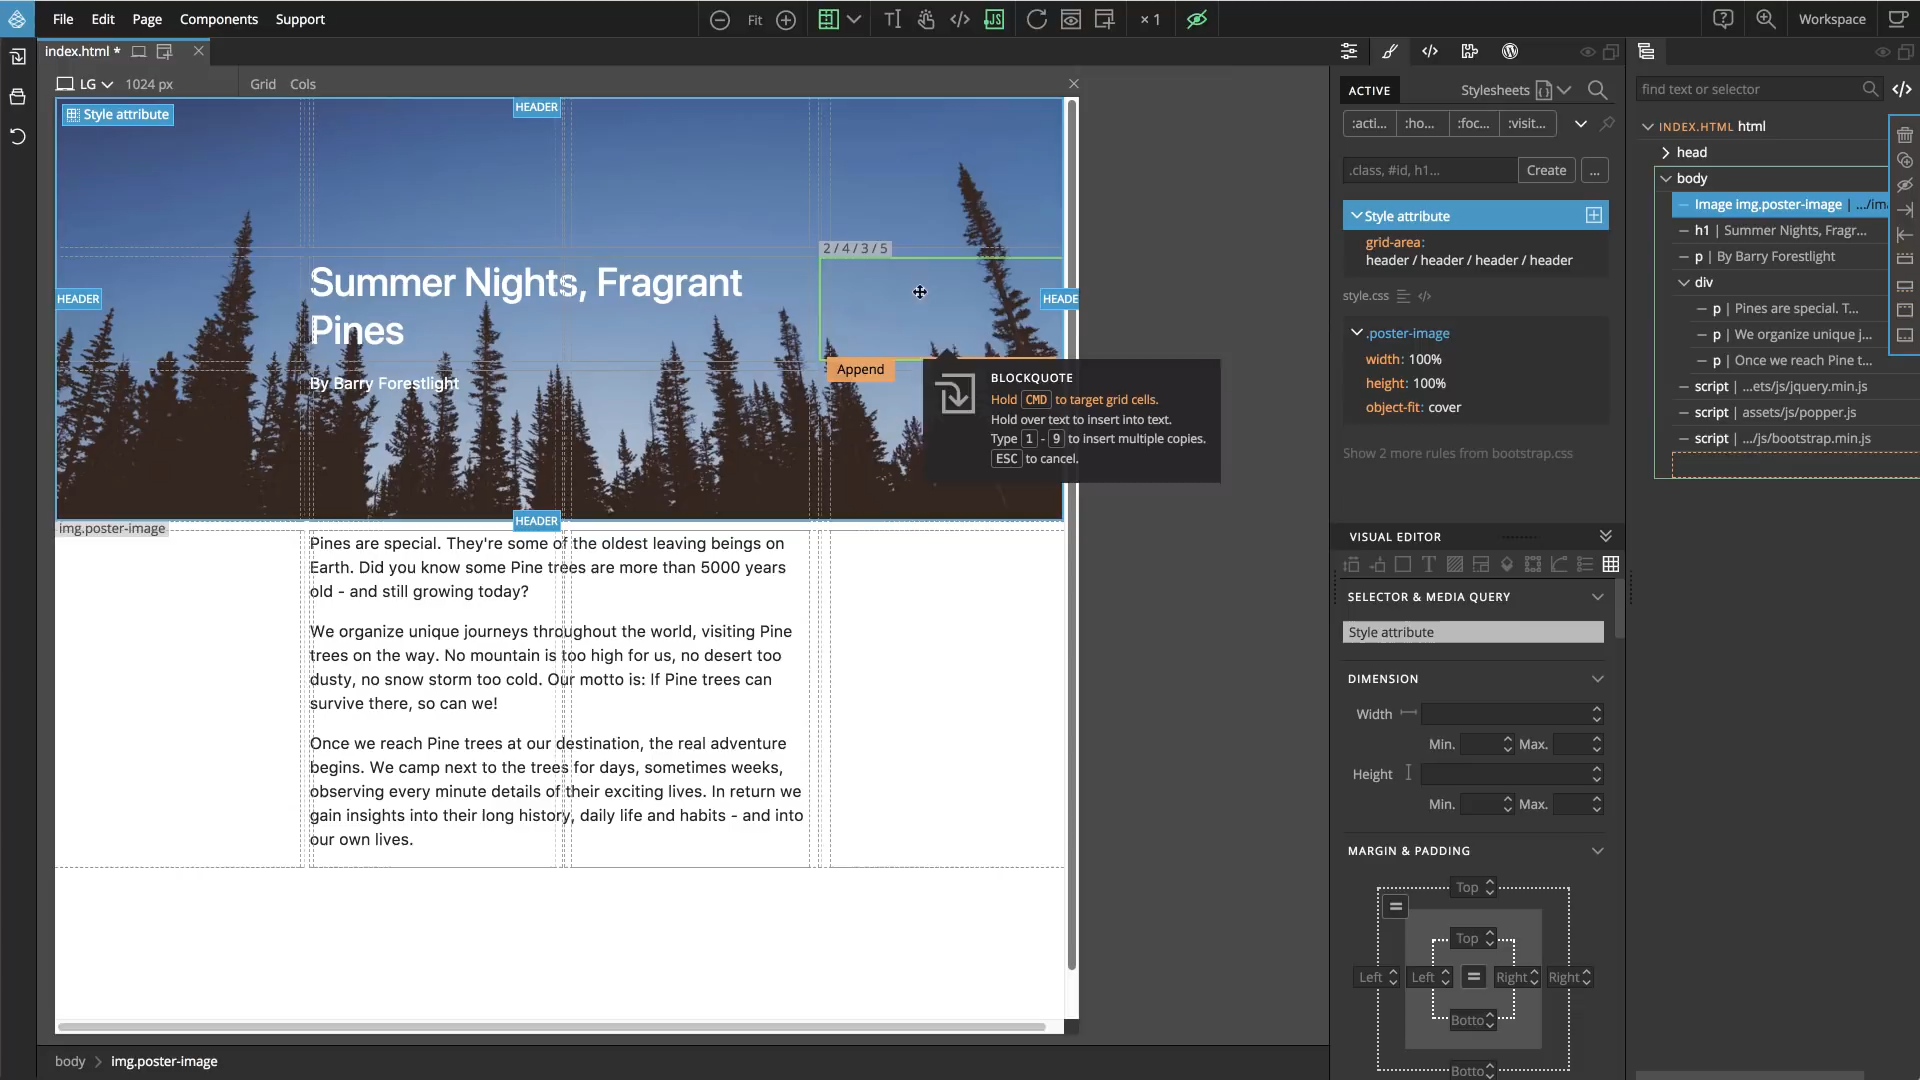 File Edit Page Components Support
Fit
× 1
Workspace
index.html *
LG 1024 px Grid Cols
Style attribute
HEADER
2 / 4 / 3 / 5
Summer Nights, Fragrant
Pines
HEADER
HEADE
By Barry Forestlight
Append
BLOCKQUOTE
Hold CMD to target grid cells.
Hold over text to insert into text.
Type 1 - 9 to insert multiple copies.
ESC to cancel.
HEADER
img.poster-image
Pines are special. They're some of the oldest leaving beings on
Earth. Did you know some Pine trees are more than 5000 years
old - and still growing today?
We organize unique journeys throughout the world, visiting Pine
trees on the way. No mountain is too high for us, no desert too
dusty, no snow storm too cold. Our motto is: If Pine trees can
survive there, so can we!
Once we reach Pine trees at our destination, the real adventure
begins. We camp next to the trees for days, sometimes weeks,
observing every minute details of their exciting lives. In return we
gain insights into their long history, daily life and habits - and into
our own lives.
body > img.poster-image
ACTIVE Stylesheets
:acti... :ho... :foc... :visit...
.class, #id, h1... Create ...
Style attribute
grid-area:
header / header / header / header
style.css
.poster-image
width: 100%
height: 100%
object-fit: cover
Show 2 more rules from bootstrap.css
VISUAL EDITOR
SELECTOR & MEDIA QUERY
Style attribute
DIMENSION
Width
Min. Max.
Height
Min. Max.
MARGIN & PADDING
Top
Top
Left Left Right Right
Botto
Botto
find text or selector
INDEX.HTML html
head
body
Image img.poster-image | .../im
h1 | Summer Nights, Fragr...
p | By Barry Forestlight
div
p | Pines are special. T...
p | We organize unique j...
p | Once we reach Pine t...
script | ...ets/js/jquery.min.js
script | assets/js/popper.js
script | .../js/bootstrap.min.js